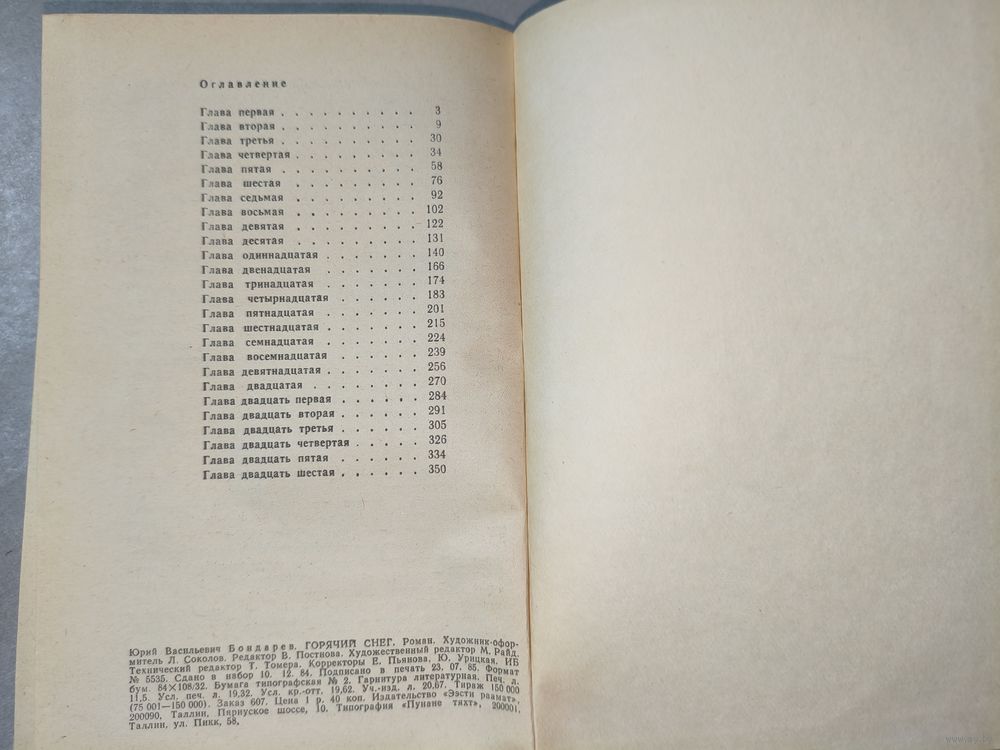 Оглавление
Глава первая . . . . . . . . . . 3
Глава вторая . . . . . . . . . . 9
Глава третья . . . . . . . . . . 30
Глава четвертая . . . . . . . . . 34
Глава пятая . . . . . . . . . . 58
Глава шестая . . . . . . . . . 76
Глава седьмая . . . . . . . . . 92
Глава восьмая . . . . . . . . . 102
Глава девятая . . . . . . . . . 122
Глава десятая . . . . . . . . . 131
Глава одиннадцатая . . . . . . . 140
Глава двенадцатая . . . . . . . 166
Глава тринадцатая . . . . . . . 174
Глава четырнадцатая . . . . . . 183
Глава пятнадцатая . . . . . . . 201
Глава шестнадцатая . . . . . . . 215
Глава семнадцатая . . . . . . . 224
Глава восемнадцатая . . . . . . 239
Глава девятнадцатая . . . . . . . 256
Глава двадцатая . . . . . . . . 270
Глава двадцать первая . . . . . . 284
Глава двадцать вторая . . . . . . 291
Глава двадцать третья . . . . . . 305
Глава двадцать четвертая . . . . . 326
Глава двадцать пятая . . . . . . 334
Глава двадцать шестая . . . . . . 350
Юрий Васильевич Бондарев. ГОРЯЧИЙ СНЕГ. Роман. Художник-офор-
митель Л. Соколов. Редактор В. Постнова. Художественный редактор М. Райд.
Технический редактор Т. Томера. Корректоры Е. Пьянова, Ю. Урицкая. ИБ
№ 5535. Сдано в набор 10. 12. 84. Подписано в печать 23. 07. 85. Формат
бум. 84×108/32. Бумага типографская № 2. Гарнитура литературная. Печ. л.
11,5. Усл. печ. л. 19,32. Усл. кр.-отт. 19,62. Уч.-изд. л. 20,67. Тираж 150 000
(75 001—150 000). Заказ 607. Цена 1 р. 40 коп. Издательство «Ээсти раамат»,
200090, Таллин, Пярнуское шоссе, 10. Типография «Пунане тяхт», 200001,
Таллин, ул. Пикк, 58,